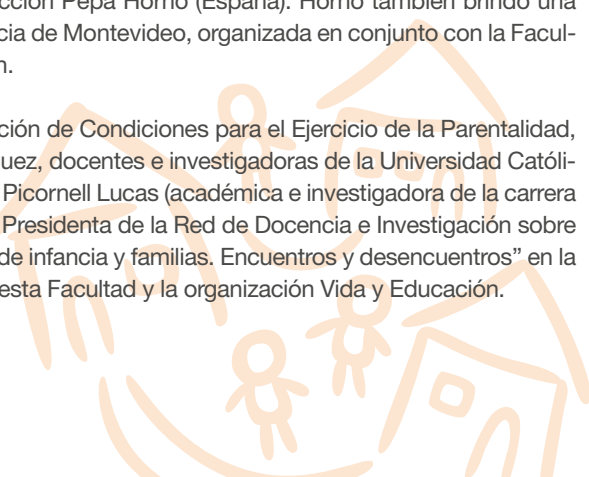 cción Pepa Horno (España). Horno también brindó una
cia de Montevideo, organizada en conjunto con la Facul-
n.
ción de Condiciones para el Ejercicio de la Parentalidad,
uez, docentes e investigadoras de la Universidad Católi-
Picornell Lucas (académica e investigadora de la carrera
Presidenta de la Red de Docencia e Investigación sobre
de infancia y familias. Encuentros y desencuentros” en la
esta Facultad y la organización Vida y Educación.